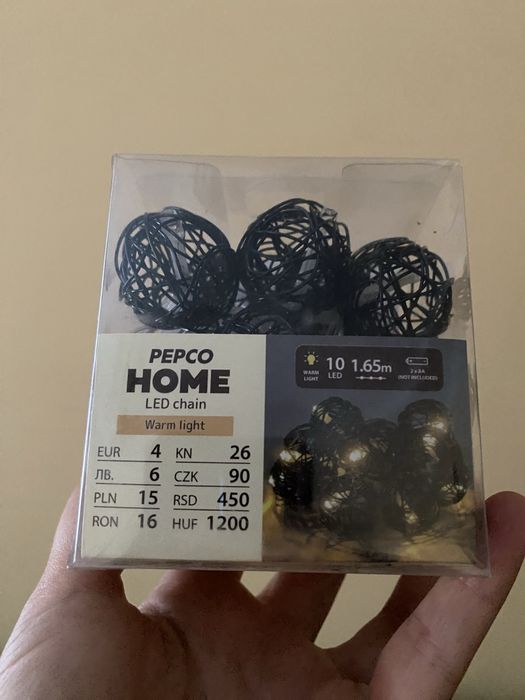 PEPCO
HOME
LED chain
Warm light
EUR 4 KN 26
ЛВ. 6 CZK 90
PLN 15 RSD 450
RON 16 HUF 1200
WARM LIGHT
10 LED
1.65m
2 x AA
(NOT INCLUDED)